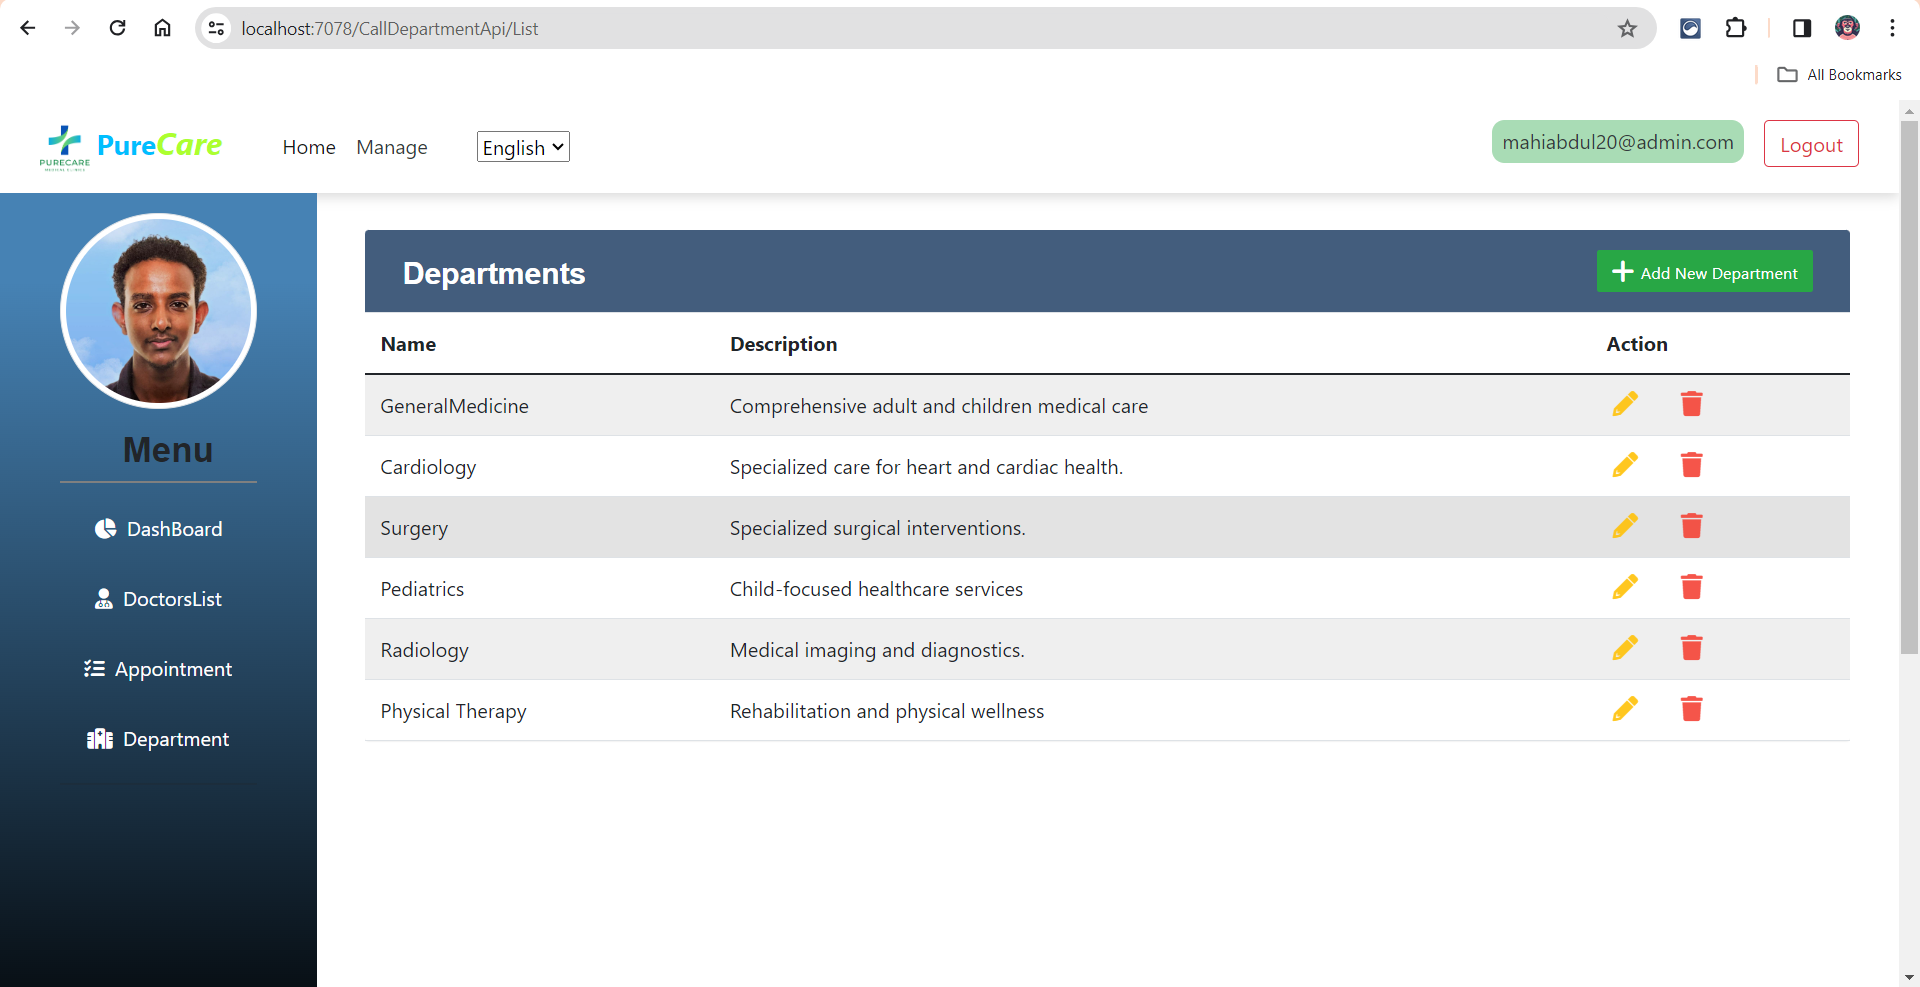 localhost:7078/CallDepartmentApi/List
All Bookmarks
PURECARE
MEDICAL CLINICS
PureCare
Home
Manage
English
mahiabdul20@admin.com
Logout
Menu
DashBoard
DoctorsList
Appointment
Department
Departments
Add New Department
Name Description Action
GeneralMedicine Comprehensive adult and children medical care
Cardiology Specialized care for heart and cardiac health.
Surgery Specialized surgical interventions.
Pediatrics Child-focused healthcare services
Radiology Medical imaging and diagnostics.
Physical Therapy Rehabilitation and physical wellness